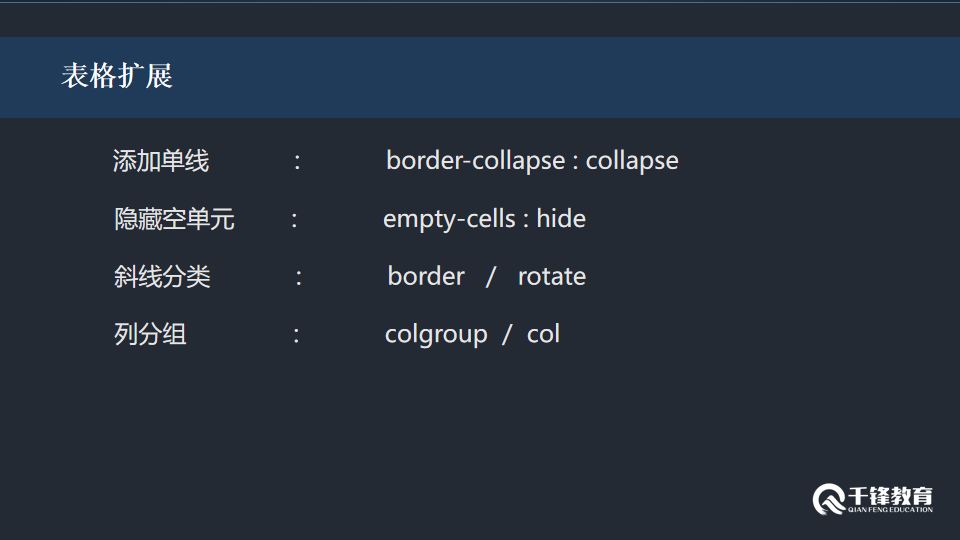 表格扩展
添加单线 : border-collapse : collapse
隐藏空单元 : empty-cells : hide
斜线分类 : border / rotate
列分组 : colgroup / col
千锋教育
QIAN FENG EDUCATION